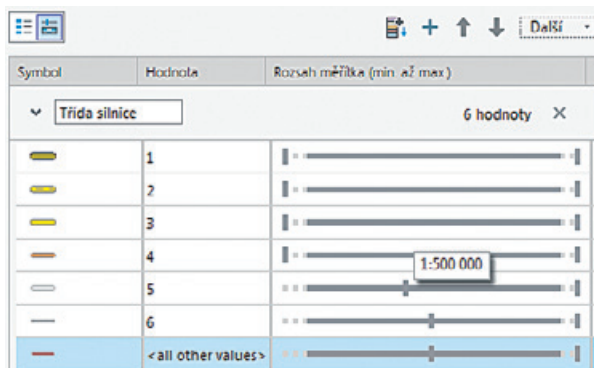 Další
Symbol Hodnota Rozsah měřítka (min. až max.)
Třída silnice 6 hodnoty
1
2
3
4
1:500 000
5
6
<all other values>